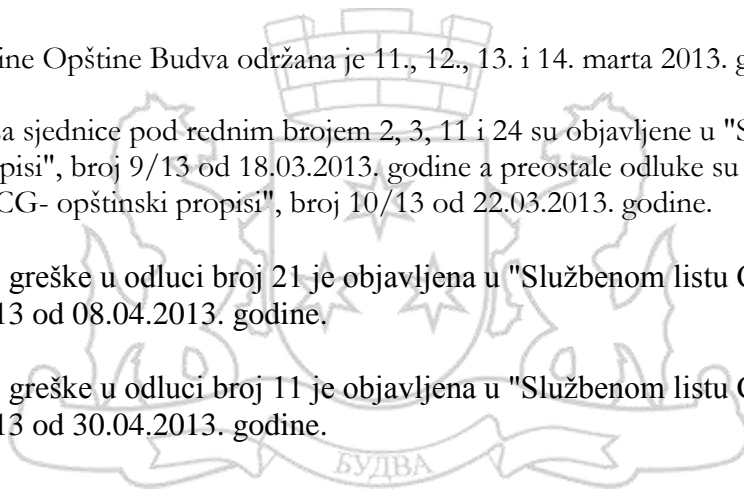 ine Opštine Budva održana je 11., 12., 13. i 14. marta 2013. g
sa sjednice pod rednim brojem 2, 3, 11 i 24 su objavljene u "S
pisi", broj 9/13 od 18.03.2013. godine a preostale odluke su
CG- opštinski propisi", broj 10/13 od 22.03.2013. godine.
greške u odluci broj 21 je objavljena u "Službenom listu C
13 od 08.04.2013. godine.
greške u odluci broj 11 je objavljena u "Službenom listu C
13 od 30.04.2013. godine.
БУДВА